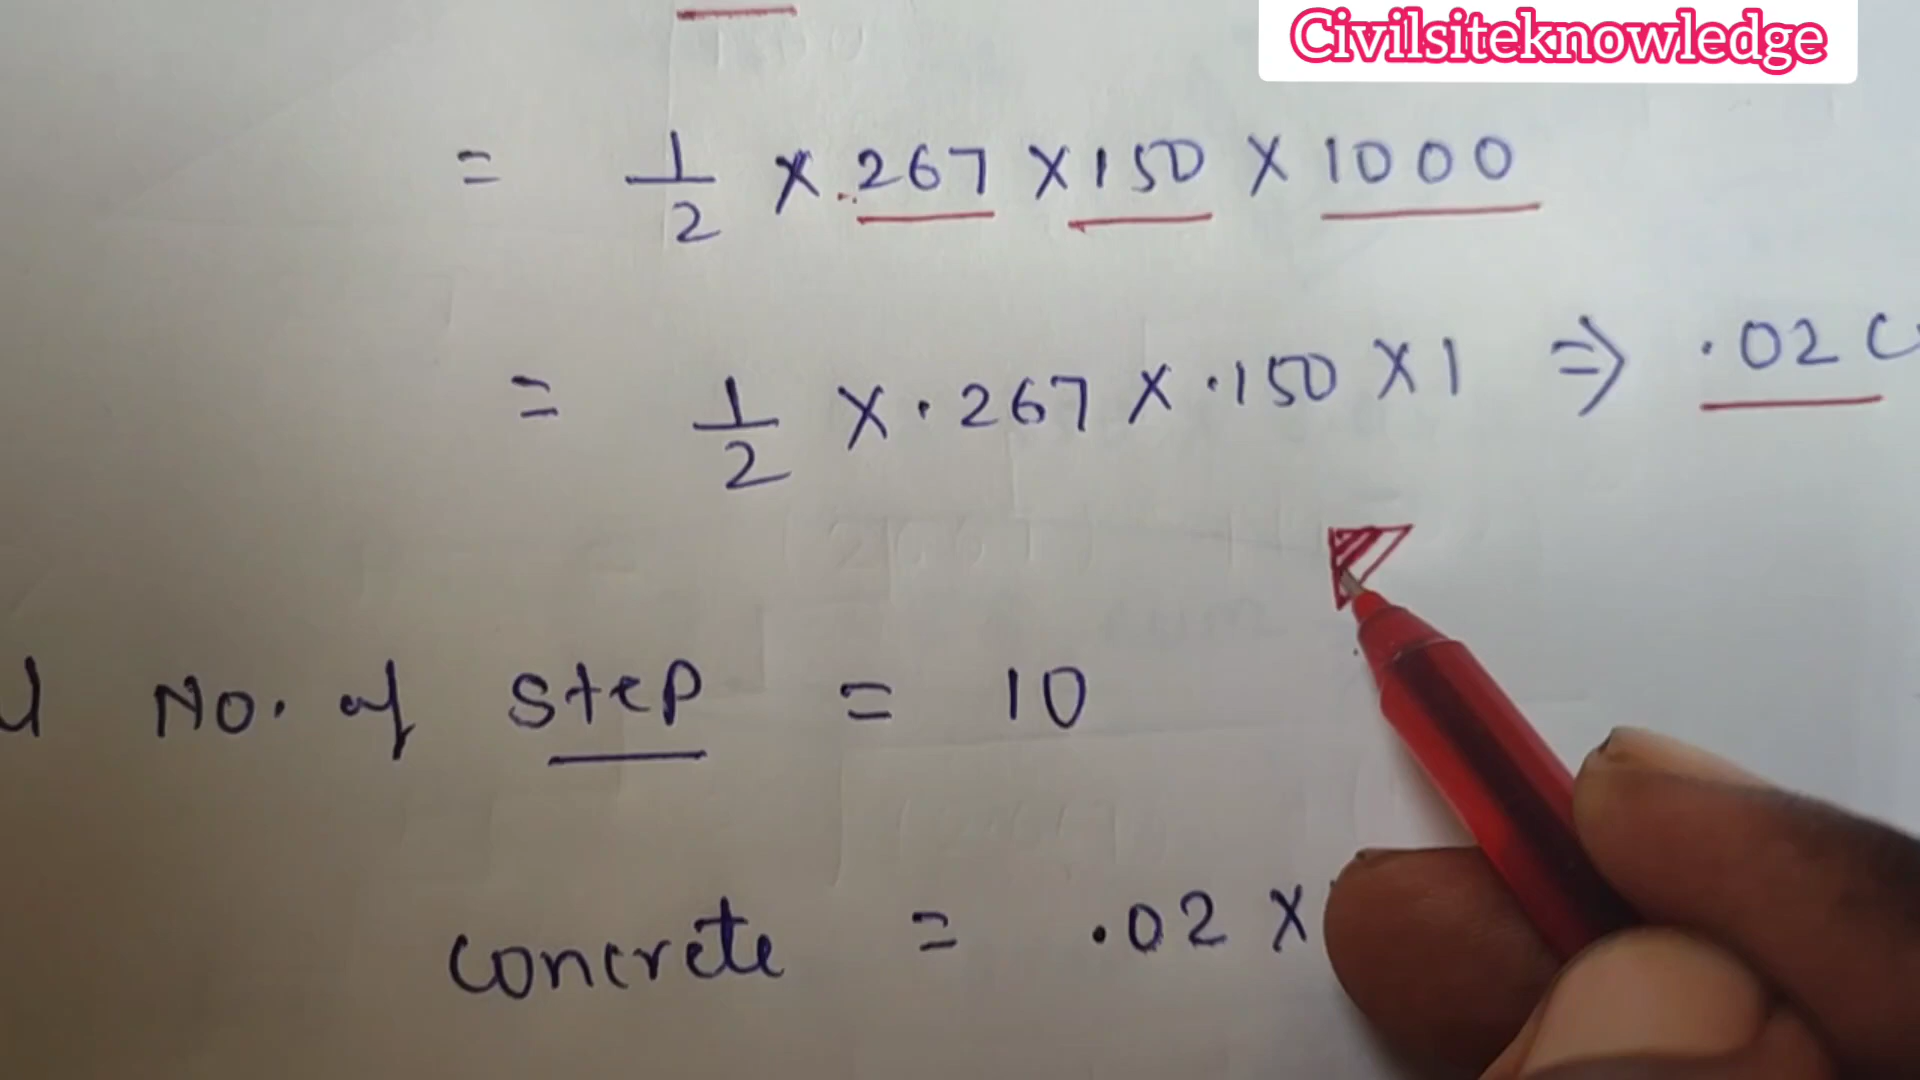 Civilsiteknowledge
= 1/2 × .267 × 150 × 1000
= 1/2 × .267 × .150 × 1 ⇒ .02 C
No. of step = 10
concrete = .02 ×